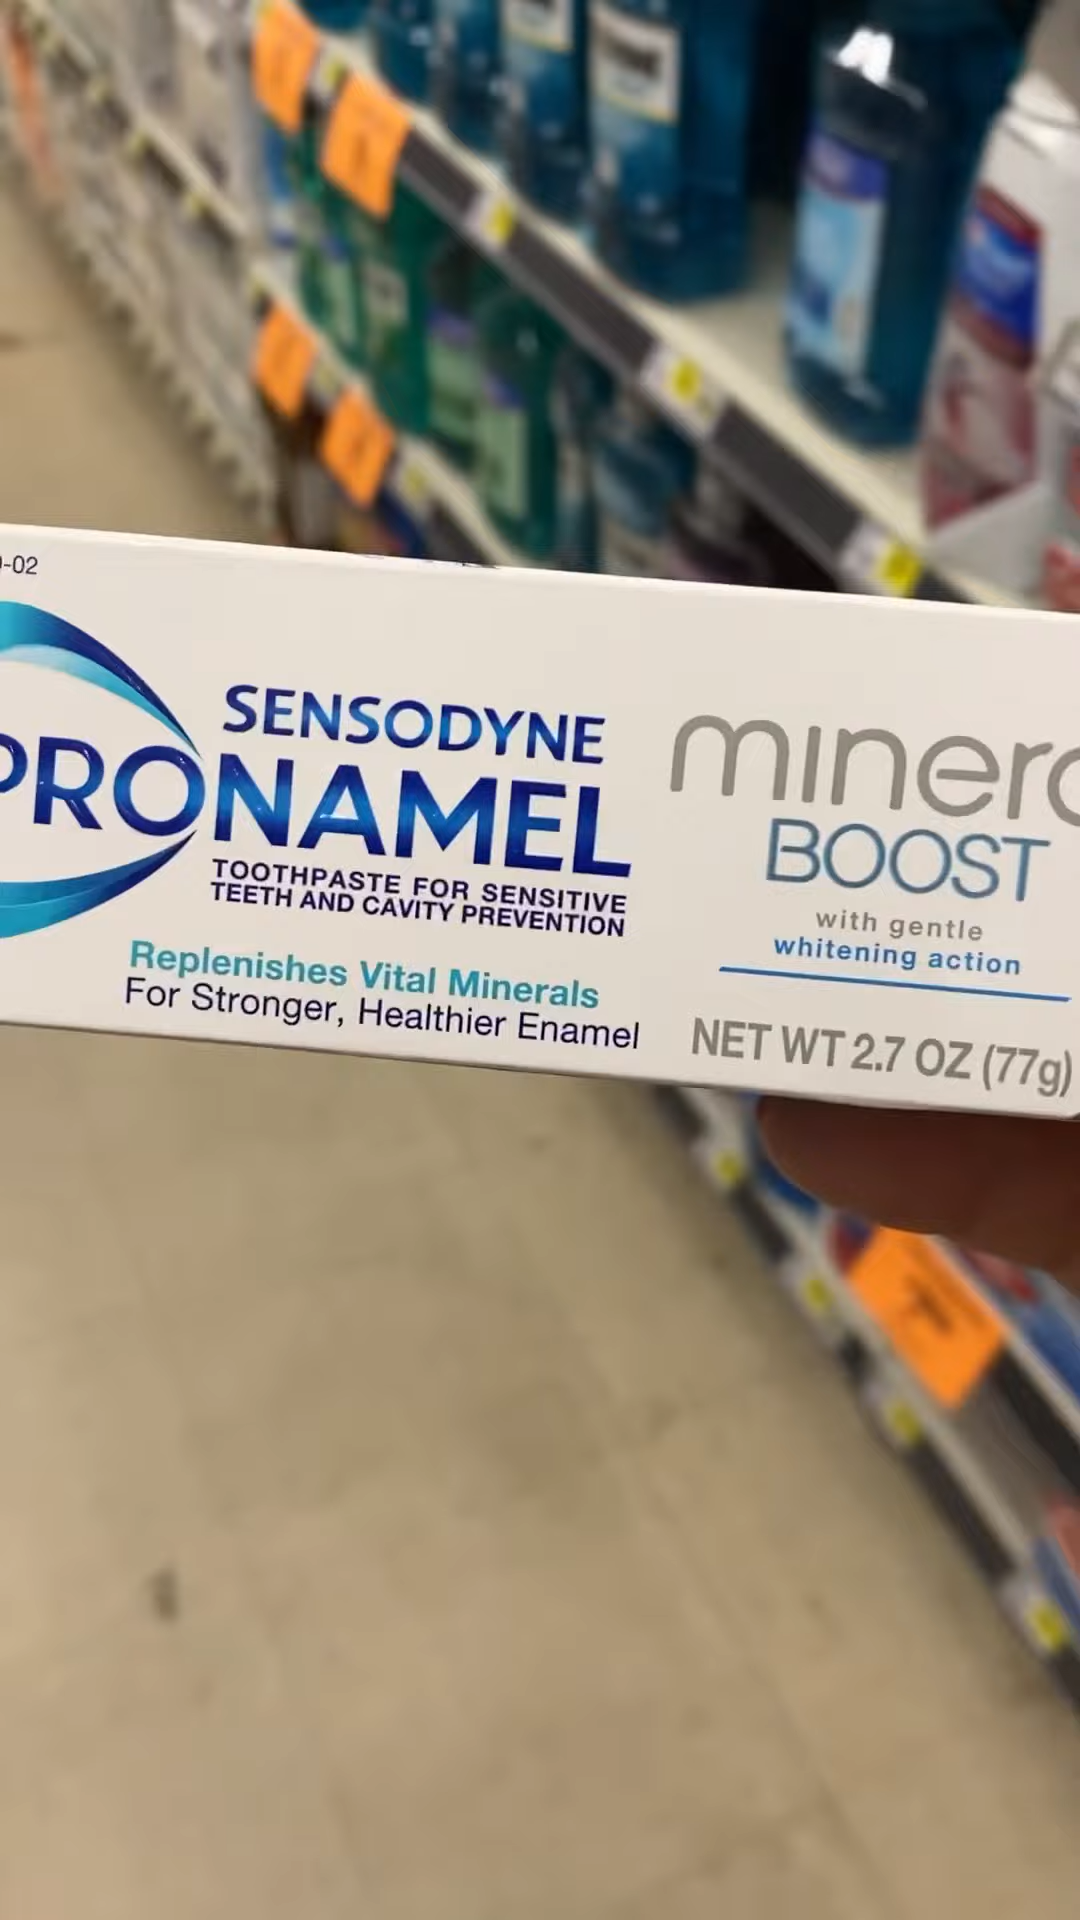 -02
SENSODYNE
PRONAMEL
TOOTHPASTE FOR SENSITIVE
TEETH AND CAVITY PREVENTION
Replenishes Vital Minerals
For Stronger, Healthier Enamel
minera
BOOST
with gentle
whitening action
NET WT 2.7 OZ (77g)